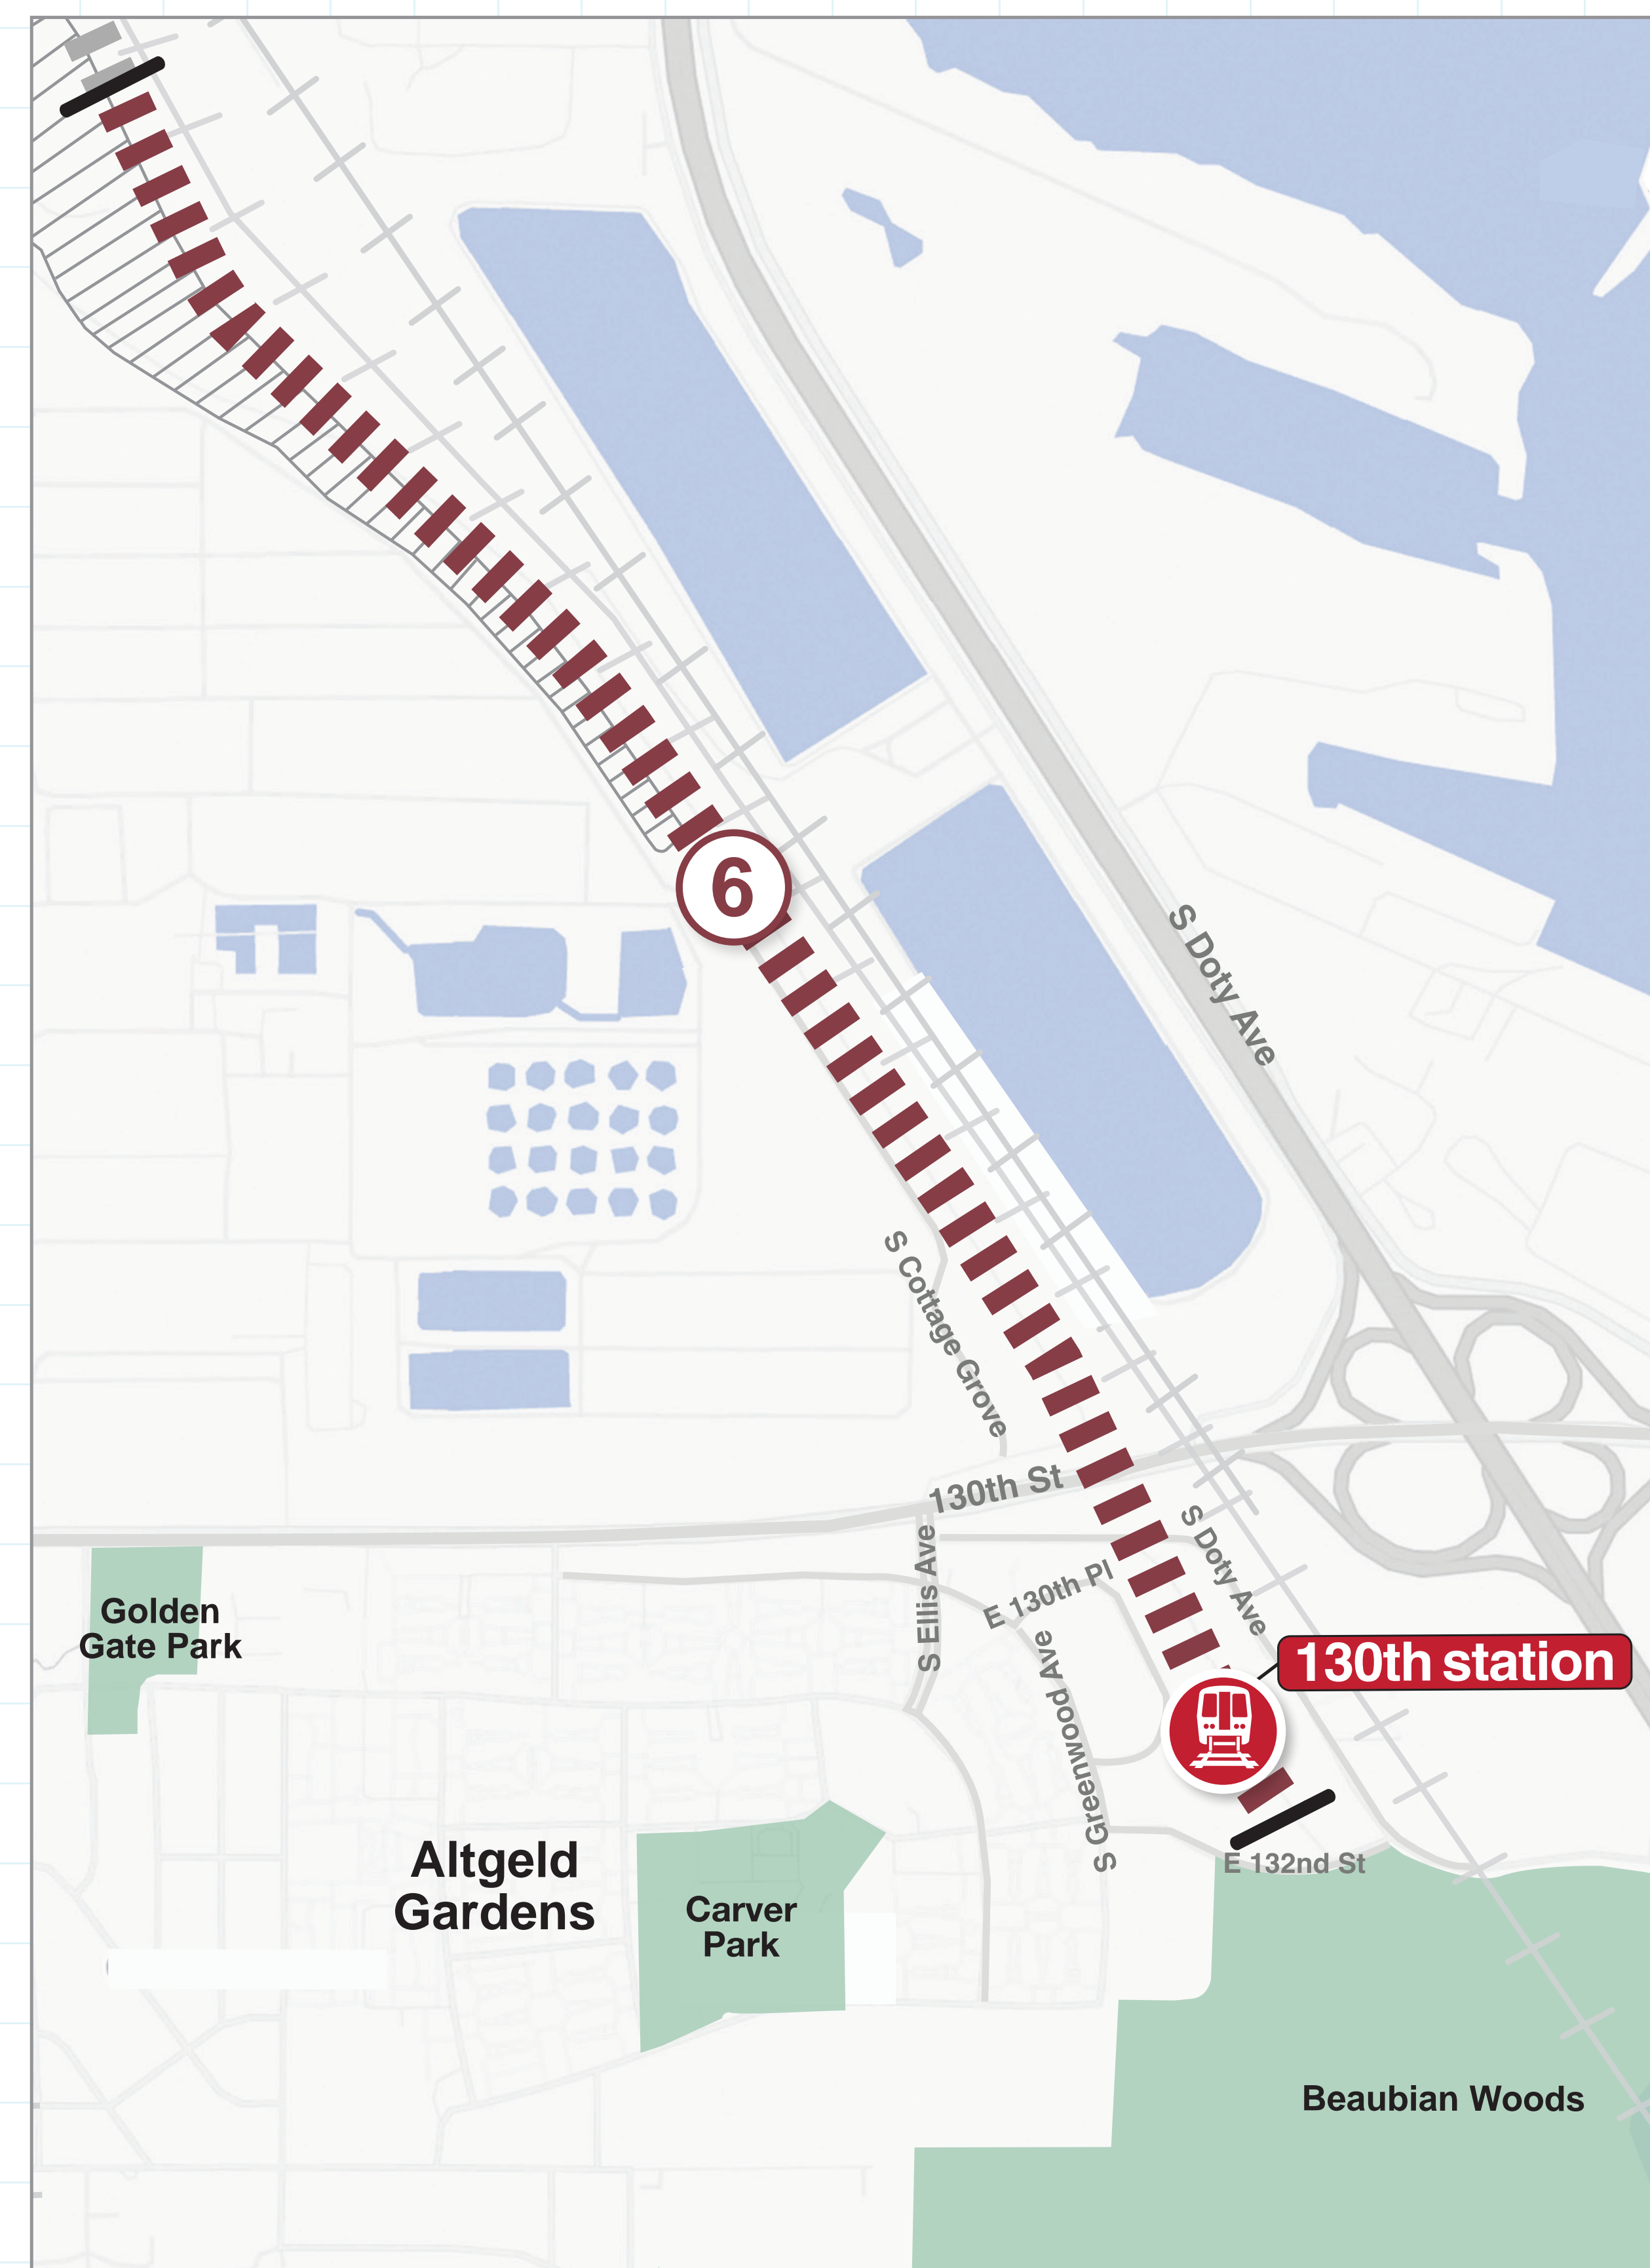 6
S Doty Ave
S Cottage Grove
130th St
S Doty Ave
S Ellis Ave
E 130th Pl
Golden
Gate Park
S Greenwood Ave
130th station
Altgeld
Gardens
E 132nd St
Carver
Park
Beaubian Woods